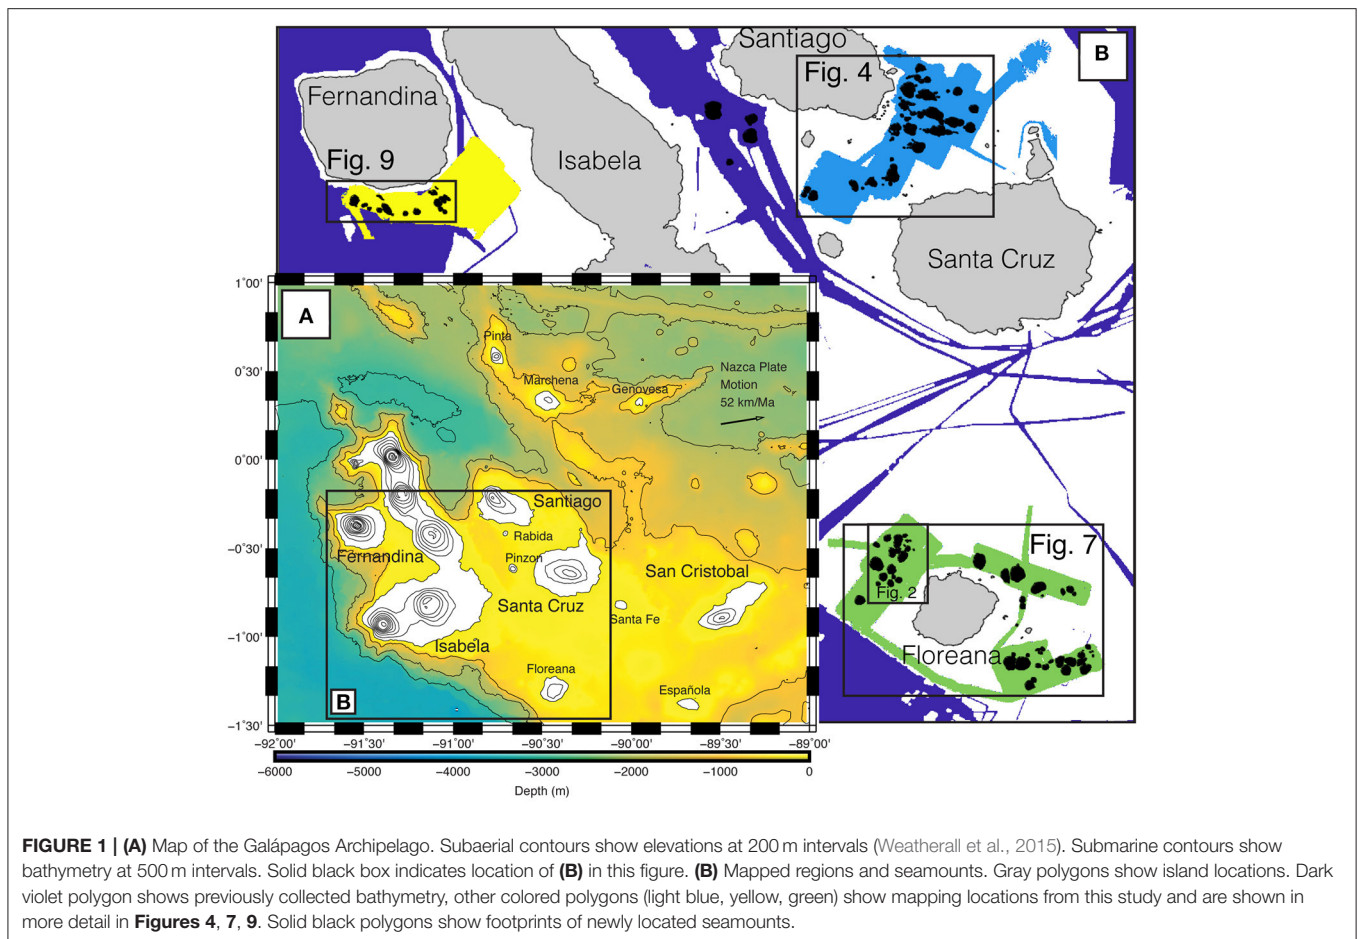 Santiago
B
Fig. 4
Fernandina
Isabela
Fig. 9
Santa Cruz
1°00'
A
Pinta
0°30'
Marchena
Genovesa
Nazca Plate
Motion
52 km/Ma
0°00'
Santiago
Rabida
−0°30'
Fernandina
Pinzon
San Cristobal
Santa Cruz
Santa Fe
−1°00'
Isabela
Floreana
Española
B
−1°30'
−92°00'
−91°30'
−91°00'
−90°30'
−90°00'
−89°30'
−89°00'
−6000
−5000
−4000
−3000
−2000
−1000
0
Depth (m)
Fig. 7
Fig. 2
Floreana
FIGURE 1 | (A) Map of the Galápagos Archipelago. Subaerial contours show elevations at 200 m intervals (Weatherall et al., 2015). Submarine contours show
bathymetry at 500 m intervals. Solid black box indicates location of (B) in this figure. (B) Mapped regions and seamounts. Gray polygons show island locations. Dark
violet polygon shows previously collected bathymetry, other colored polygons (light blue, yellow, green) show mapping locations from this study and are shown in
more detail in Figures 4, 7, 9. Solid black polygons show footprints of newly located seamounts.